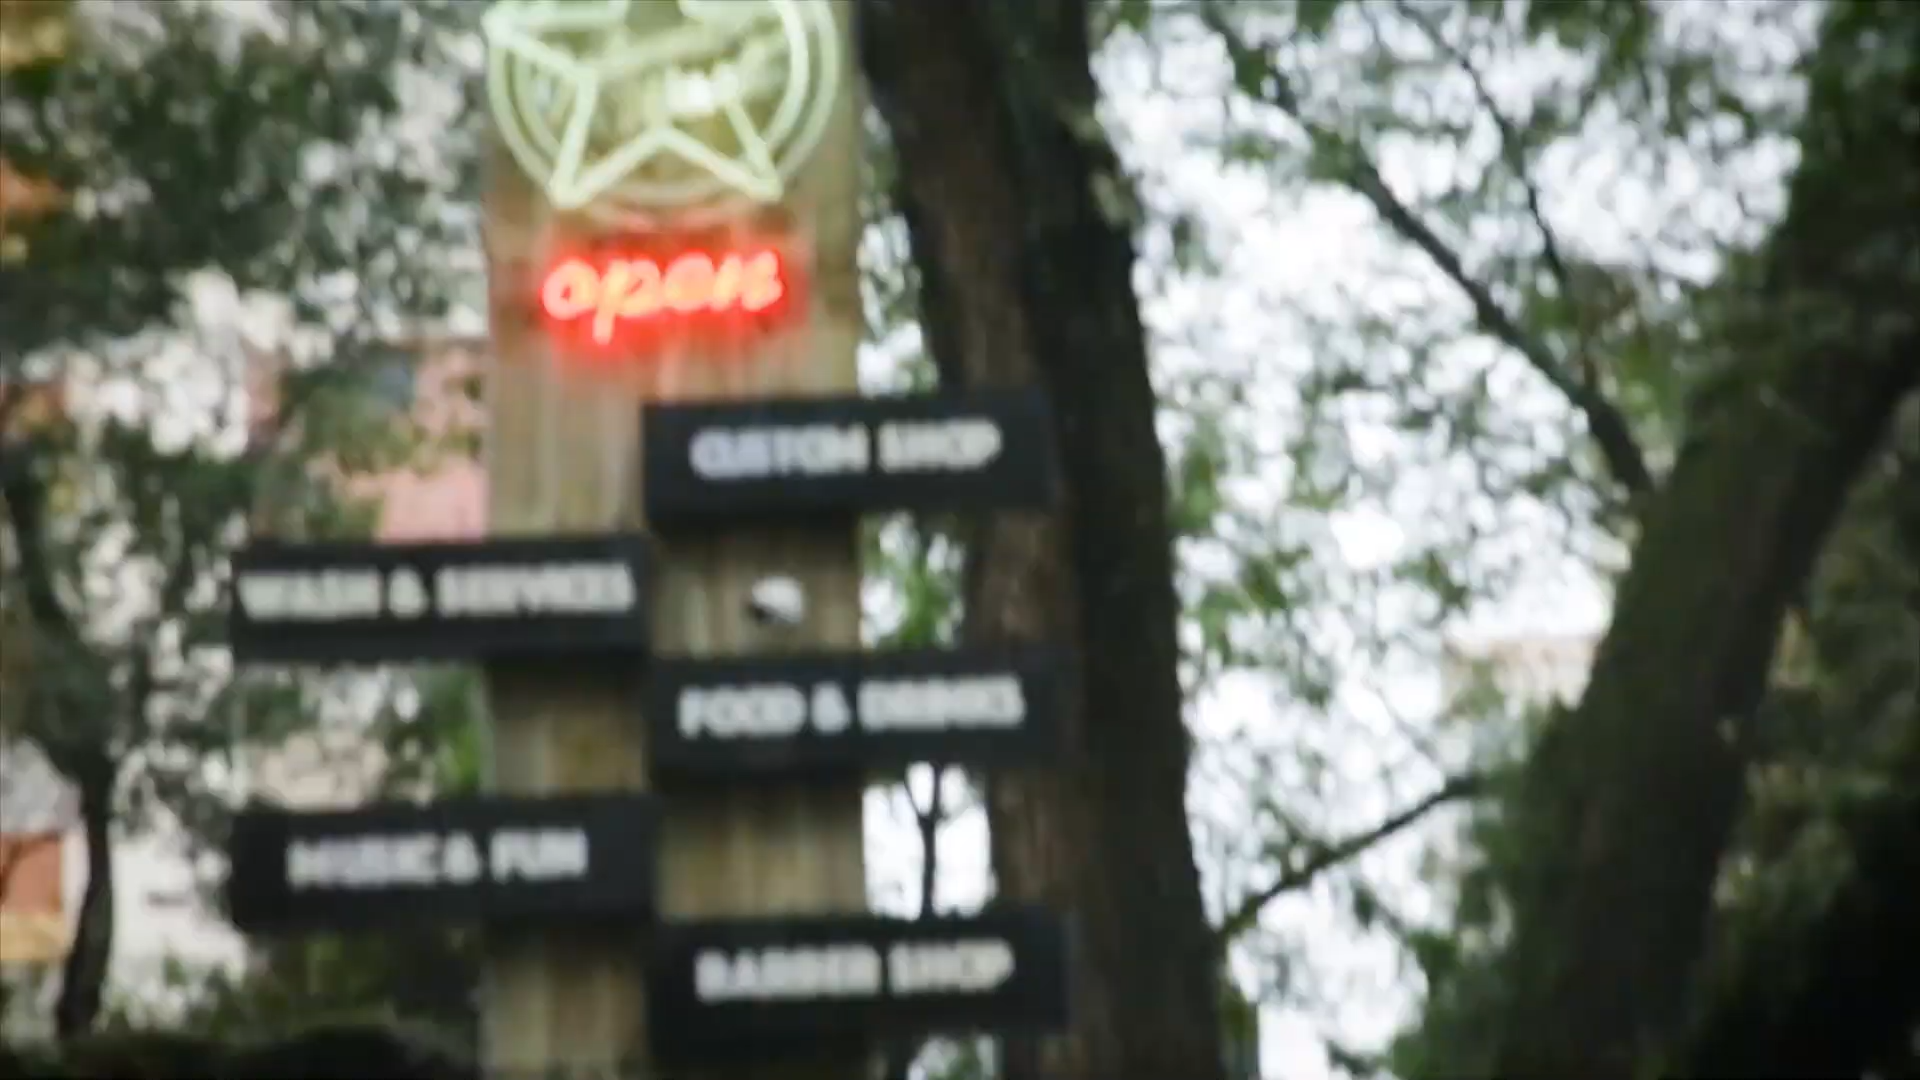 open
CUSTOM SHOP
WASH & SERVICES
FOOD & DRINKS
MUSIC & FUN
BARBER SHOP